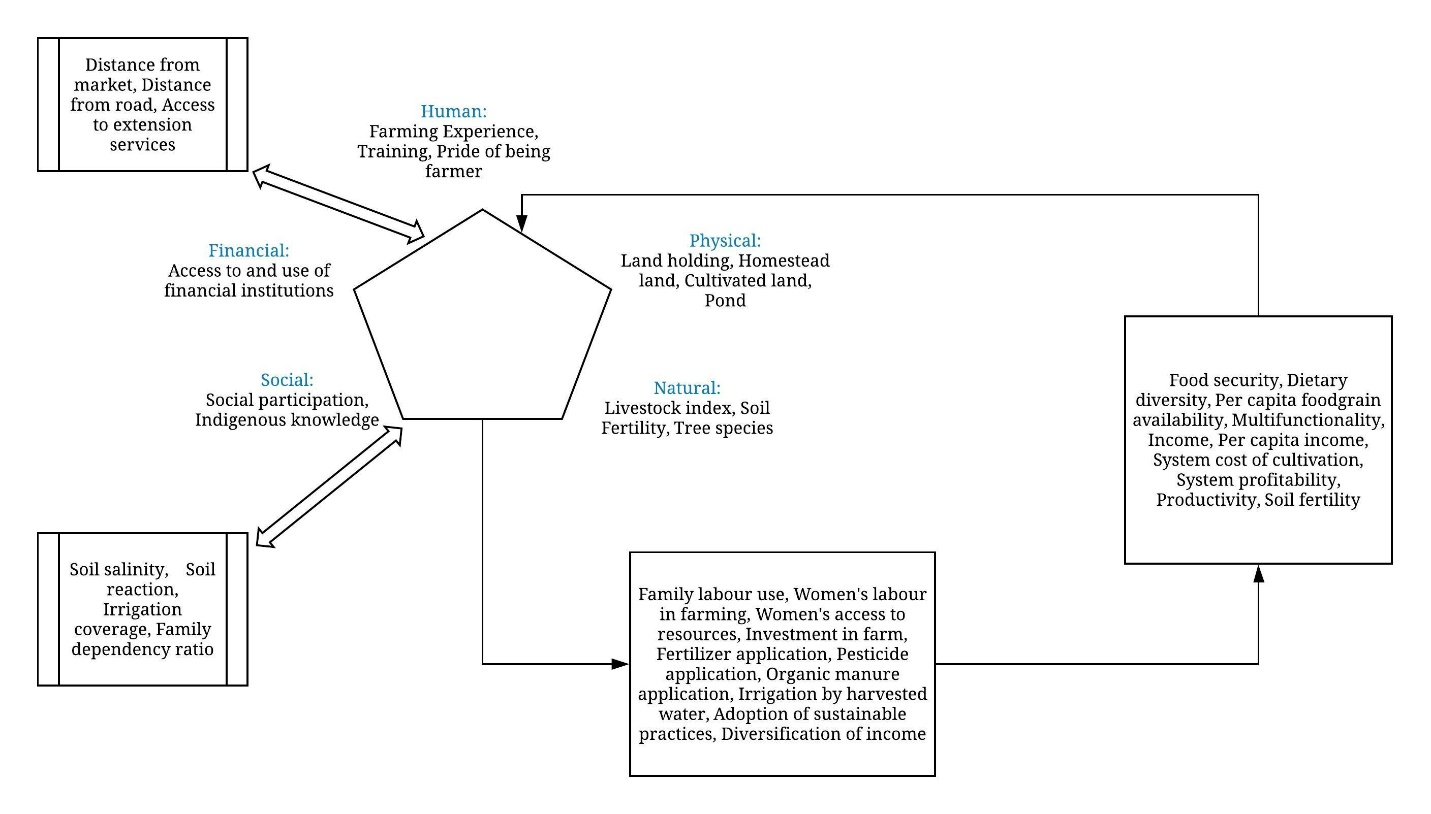 Distance from
market, Distance
from road, Access
to extension
services
Human:
Farming Experience,
Training, Pride of being
farmer
Financial:
Access to and use of
financial institutions
Physical:
Land holding, Homestead
land, Cultivated land,
Pond
Social:
Social participation,
Indigenous knowledge
Natural:
Livestock index, Soil
Fertility, Tree species
Food security, Dietary
diversity, Per capita foodgrain
availability, Multifunctionality,
Income, Per capita income,
System cost of cultivation,
System profitability,
Productivity, Soil fertility
Soil salinity, Soil
reaction,
Irrigation
coverage, Family
dependency ratio
Family labour use, Women's labour
in farming, Women's access to
resources, Investment in farm,
Fertilizer application, Pesticide
application, Organic manure
application, Irrigation by harvested
water, Adoption of sustainable
practices, Diversification of income